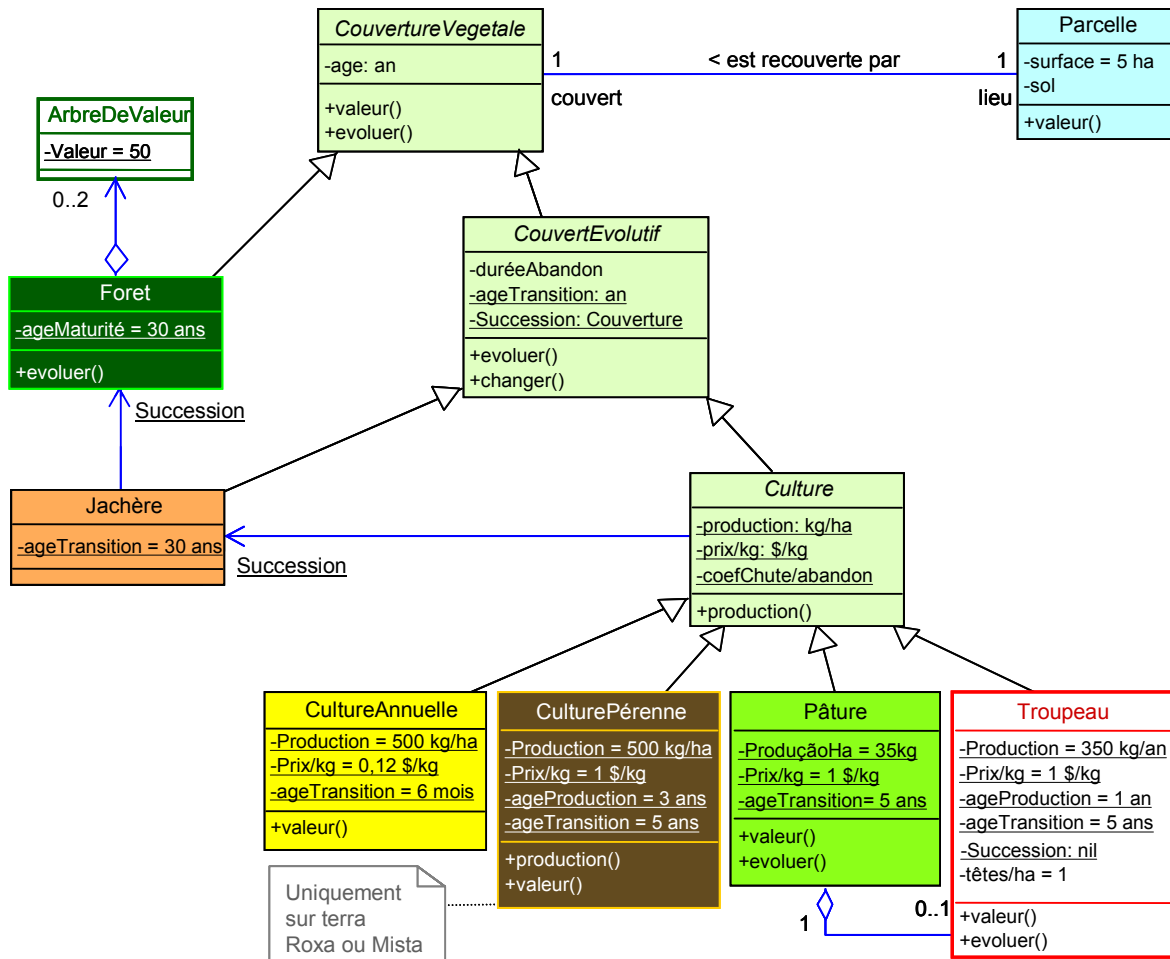 CouvertureVegetale
-age: an
+valeur()
+evoluer()
1
couvert
< est recouverte par
1
lieu
Parcelle
-surface = 5 ha
-sol
+valeur()
ArbreDeValeur
-Valeur = 50
0..2
CouvertEvolutif
-duréeAbandon
-ageTransition: an
-Succession: Couverture
+evoluer()
+changer()
Foret
-ageMaturité = 30 ans
+evoluer()
Succession
Jachère
-ageTransition = 30 ans
Succession
Culture
-production: kg/ha
-prix/kg: $/kg
-coefChute/abandon
+production()
CultureAnnuelle
-Production = 500 kg/ha
-Prix/kg = 0,12 $/kg
-ageTransition = 6 mois
+valeur()
CulturePérenne
-Production = 500 kg/ha
-Prix/kg = 1 $/kg
-ageProduction = 3 ans
-ageTransition = 5 ans
+production()
+valeur()
Pâture
-ProduçãoHa = 35kg
-Prix/kg = 1 $/kg
-ageTransition= 5 ans
+valeur()
+evoluer()
Troupeau
-Production = 350 kg/an
-Prix/kg = 1 $/kg
-ageProduction = 1 an
-ageTransition = 5 ans
-Succession: nil
-têtes/ha = 1
+valeur()
+evoluer()
1
0..1
Uniquement
sur terra
Roxa ou Mista